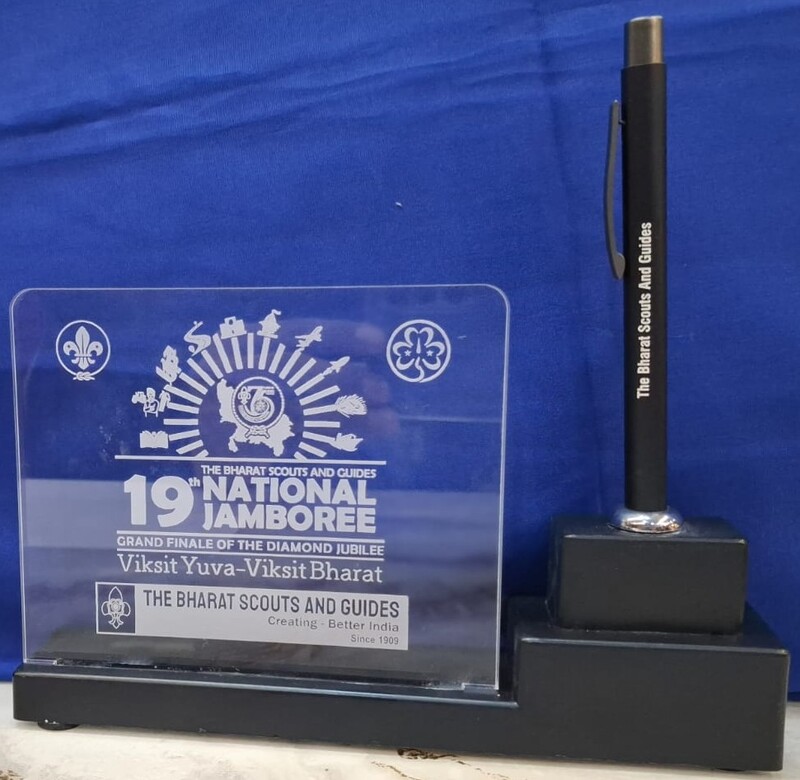 75
THE BHARAT SCOUTS AND GUIDES
19th NATIONAL
JAMBOREE
GRAND FINALE OF THE DIAMOND JUBILEE
Viksit Yuva-Viksit Bharat
THE BHARAT SCOUTS AND GUIDES
Creating - Better India
Since 1909
The Bharat Scouts And Guides